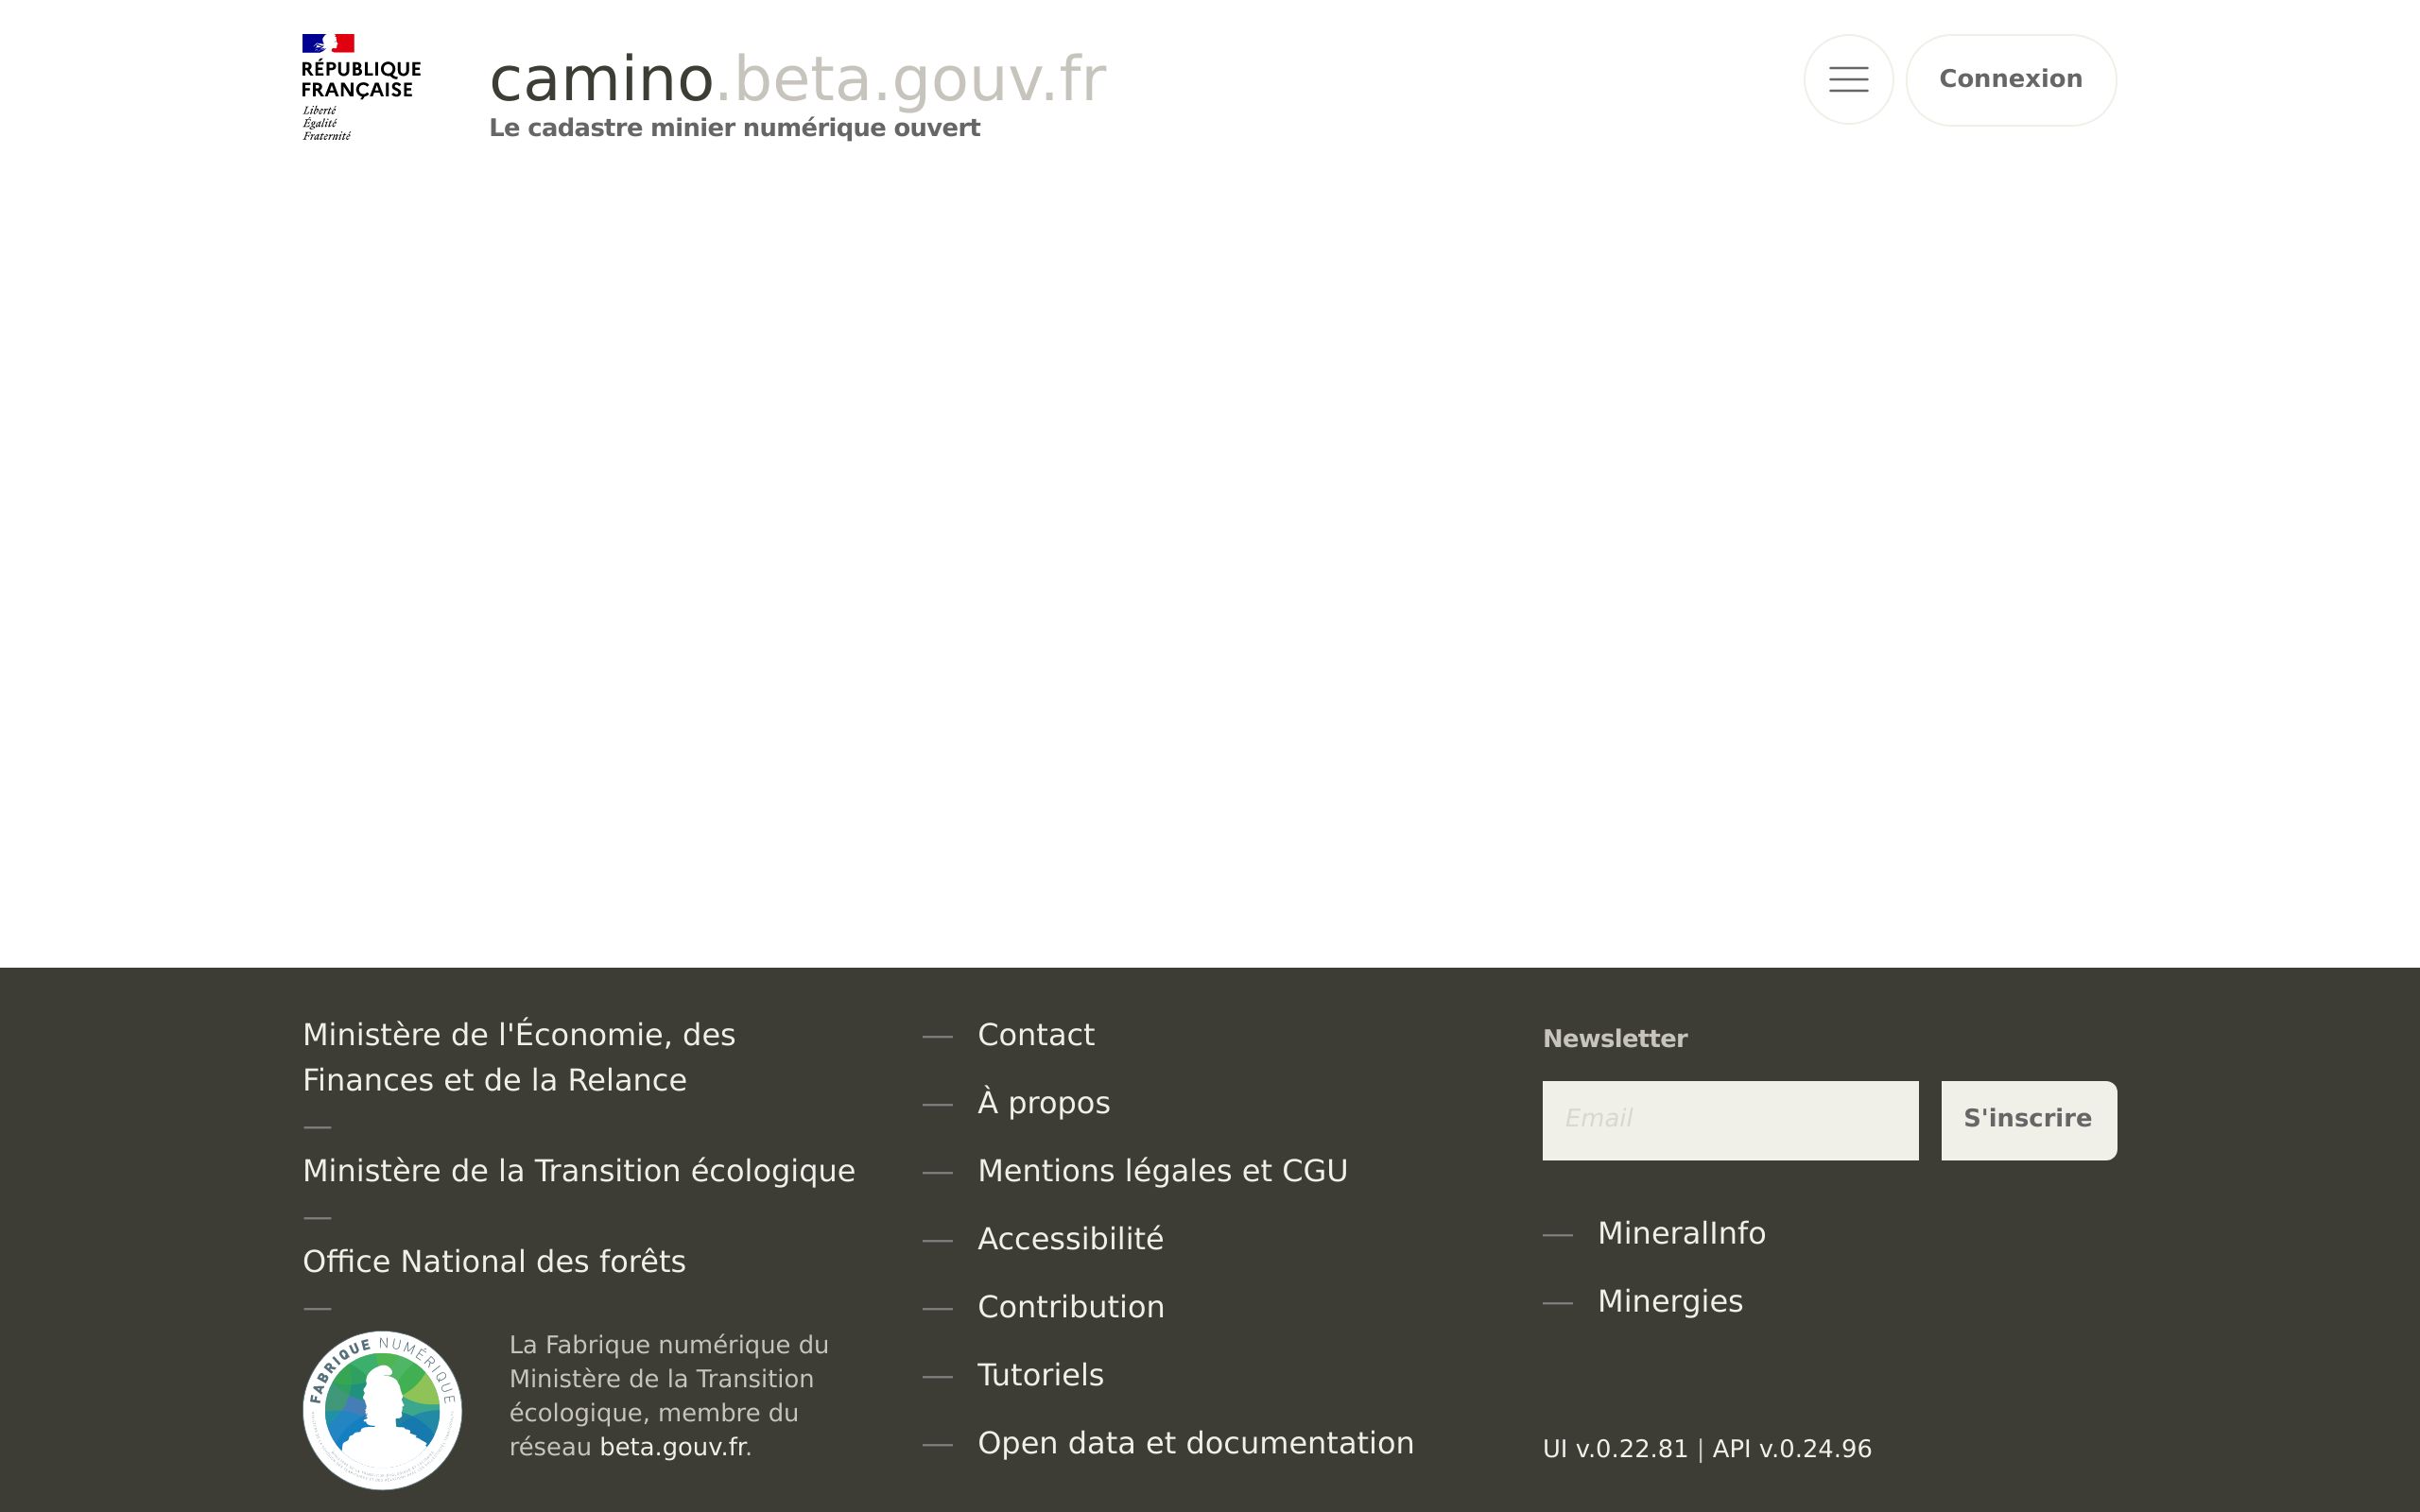 RÉPUBLIQUE
FRANÇAISE
Liberté
Égalité
Fraternité
camino.beta.gouv.fr
Le cadastre minier numérique ouvert
Connexion
Ministère de l'Économie, des
Finances et de la Relance
—
Ministère de la Transition écologique
—
Office National des forêts
—
FABRIQUE NUMÉRIQUE
La Fabrique numérique du
Ministère de la Transition
écologique, membre du
réseau beta.gouv.fr.
— Contact
— À propos
— Mentions légales et CGU
— Accessibilité
— Contribution
— Tutoriels
— Open data et documentation
Newsletter
Email
S'inscrire
— MineralInfo
— Minergies
UI v.0.22.81 | API v.0.24.96